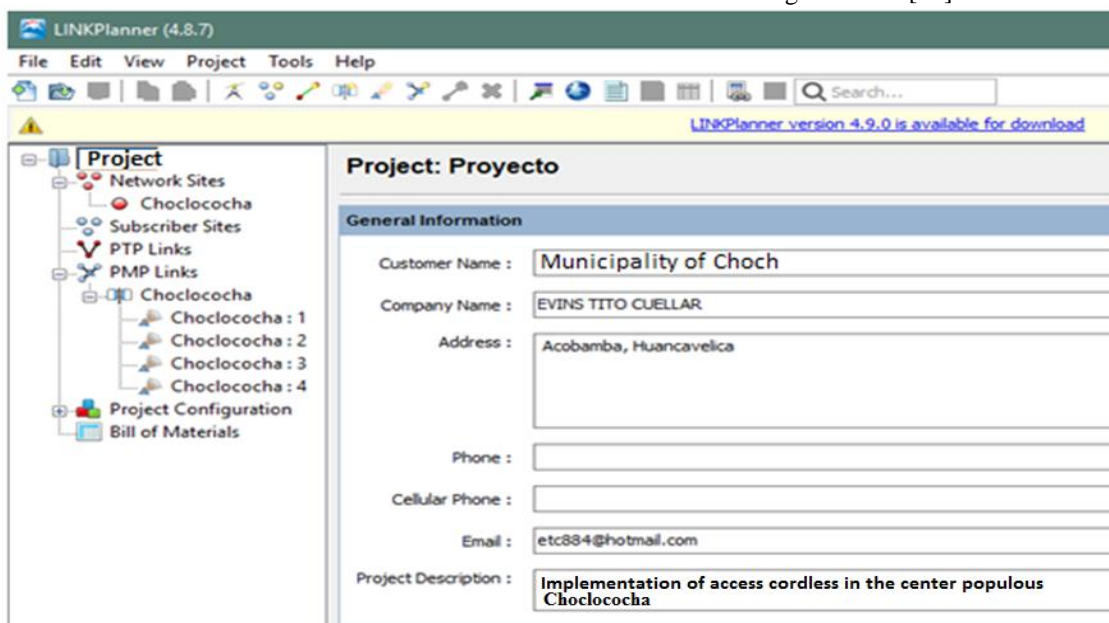 LINKPlanner (4.8.7)
File Edit View Project Tools Help
Search...
LINKPlanner version 4.9.0 is available for download
Project
Network Sites
Choclococha
Subscriber Sites
PTP Links
PMP Links
Choclococha
Choclococha : 1
Choclococha : 2
Choclococha : 3
Choclococha : 4
Project Configuration
Bill of Materials
Project: Proyecto
General Information
Customer Name : Municipality of Choch
Company Name : EVINS TITO CUELLAR
Address : Acobamba, Huancavelica
Phone :
Cellular Phone :
Email : etc884@hotmail.com
Project Description : Implementation of access cordless in the center populous
Choclococha